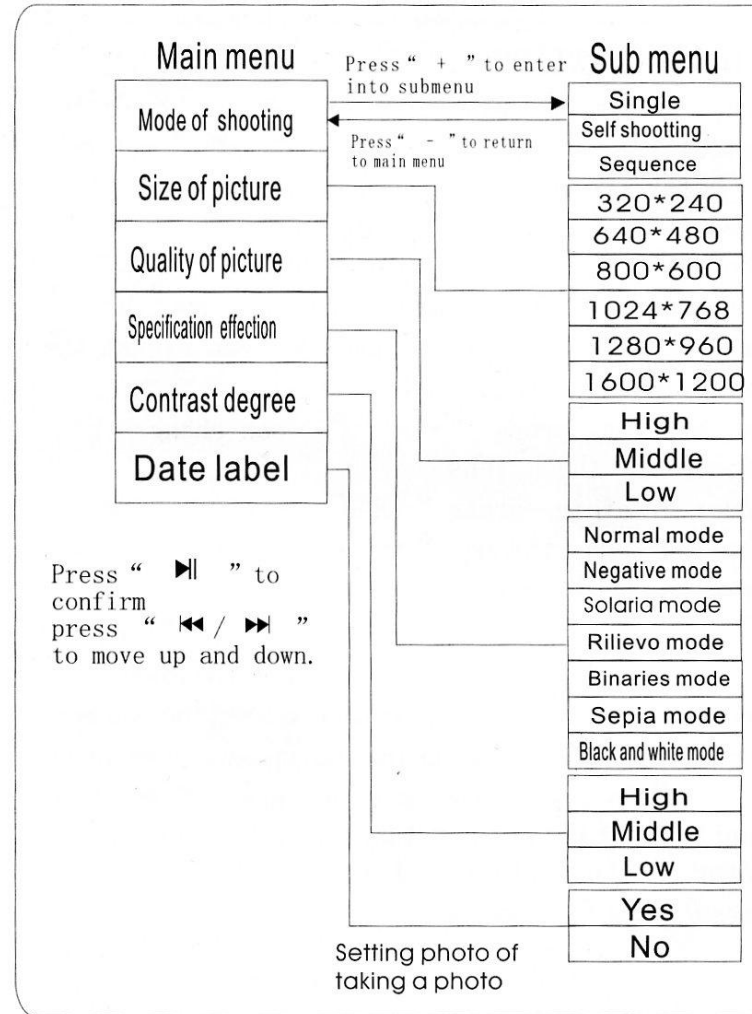 Main menu
Press “ + ” to enter
into submenu
Sub menu
Mode of shooting
Press “ - ” to return
to main menu
Single
Self shootting
Sequence
Size of picture
320*240
640*480
800*600
1024*768
1280*960
1600*1200
Quality of picture
High
Middle
Low
Specification effection
Normal mode
Negative mode
Solaria mode
Rilievo mode
Binaries mode
Sepia mode
Black and white mode
Contrast degree
High
Middle
Low
Date label
Yes
No
Press “ ⏯ ” to
confirm
press “ ⏮ / ⏭ ”
to move up and down.
Setting photo of
taking a photo